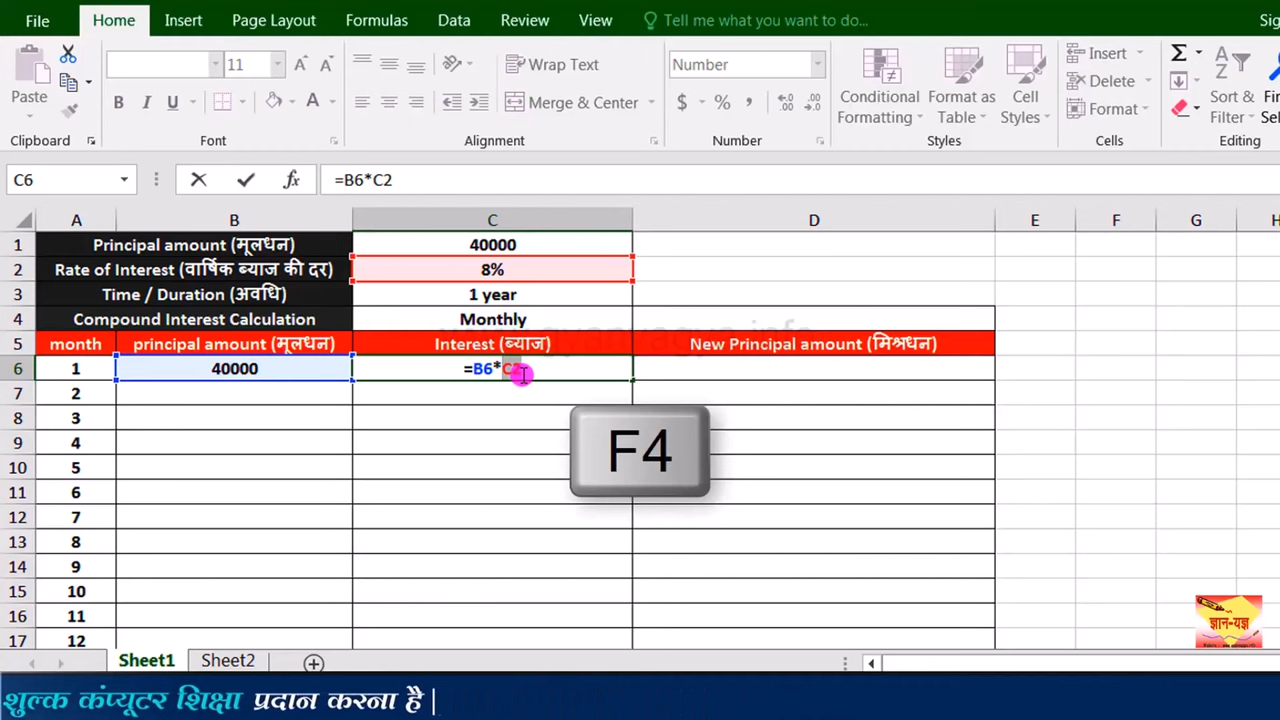 File Home Insert Page Layout Formulas Data Review View Tell me what you want to do...
Paste
Clipboard
11
Font
Wrap Text
Merge & Center
Alignment
Number
$ % ,
Number
Conditional Formatting
Format as Table
Cell Styles
Styles
Insert
Delete
Format
Cells
Sort & Filter
Editing
C6 fx =B6*C2
A B C D E F G H
1 Principal amount (मूलधन) 40000
2 Rate of Interest (वार्षिक ब्याज की दर) 8%
3 Time / Duration (अवधि) 1 year
4 Compound Interest Calculation Monthly
5 month principal amount (मूलधन) Interest (ब्याज) New Principal amount (मिश्रधन)
6 1 40000 =B6*C2
7 2
8 3
F4
9 4
10 5
11 6
12 7
13 8
14 9
15 10
16 11
17 12
ज्ञान-यज्ञ
Sheet1 Sheet2
शुल्क कंप्यूटर शिक्षा प्रदान करना है |